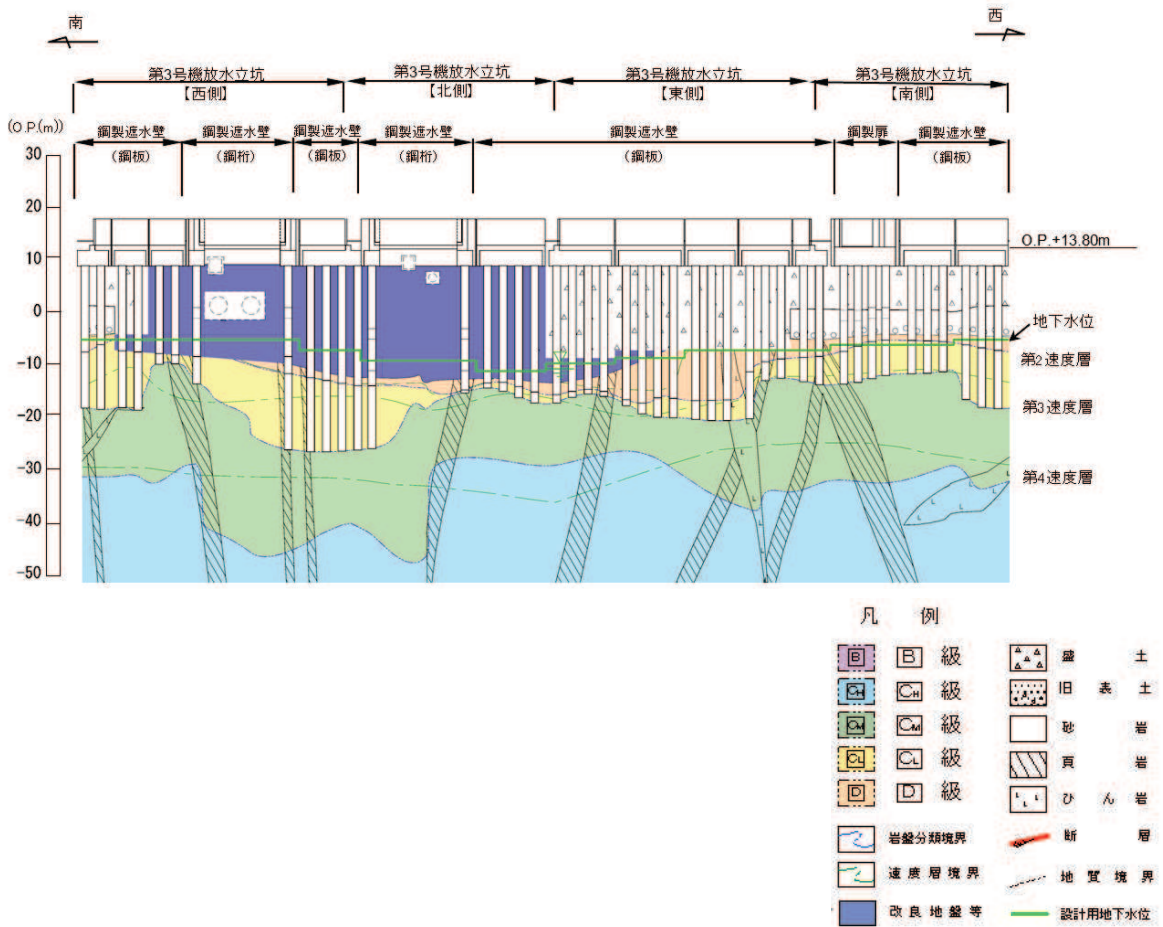 南
西
第3号機放水立坑
【西側】
第3号機放水立坑
【北側】
第3号機放水立坑
【東側】
第3号機放水立坑
【南側】
(O.P.(m))
鋼製遮水壁
(鋼板)
鋼製遮水壁
(鋼桁)
鋼製遮水壁
(鋼板)
鋼製遮水壁
(鋼桁)
鋼製遮水壁
(鋼板)
鋼製扉
鋼製遮水壁
(鋼板)
30
20
10
0
-10
-20
-30
-40
-50
O.P.+13.80m
地下水位
第2速度層
第3速度層
第4速度層
凡 例
B B 級
CH CH 級
CM CM 級
CL CL 級
D D 級
岩盤分類境界
速度層境界
改良地盤等
盛 土
旧 表 土
砂 岩
頁 岩
ひ ん 岩
断 層
地 質 境 界
設計用地下水位